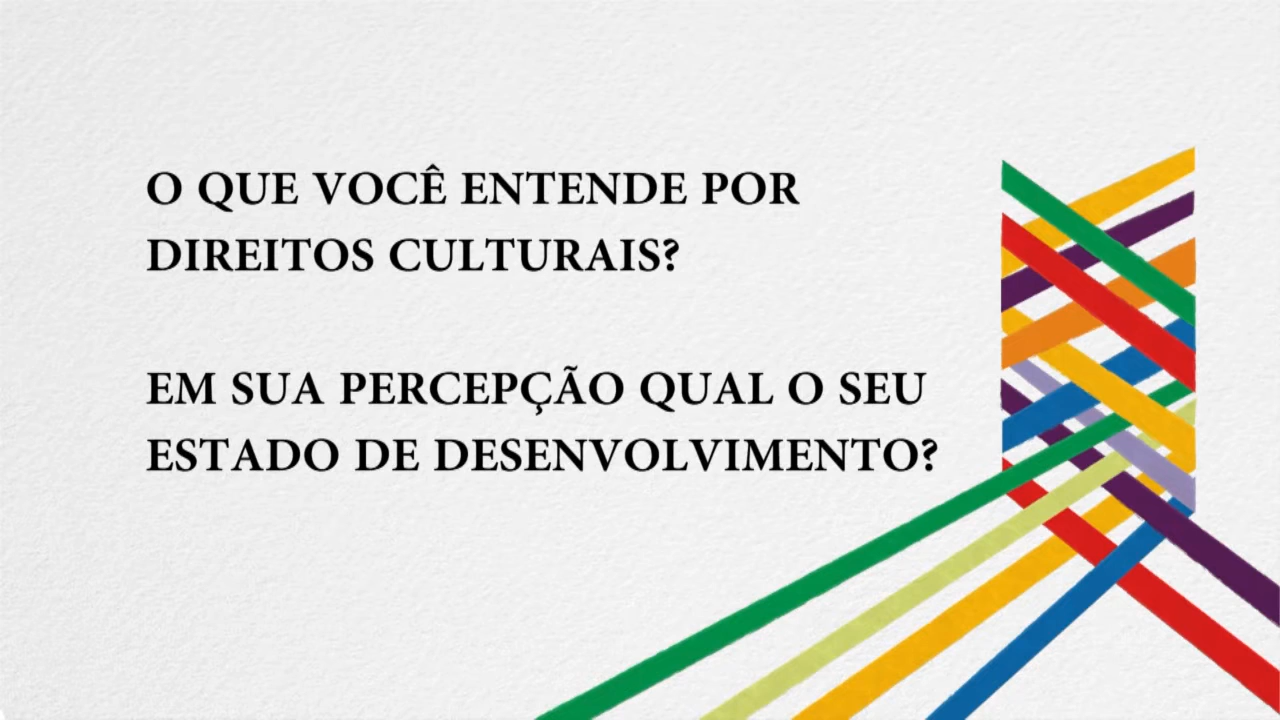 O QUE VOCÊ ENTENDE POR
DIREITOS CULTURAIS?
EM SUA PERCEPÇÃO QUAL O SEU
ESTADO DE DESENVOLVIMENTO?